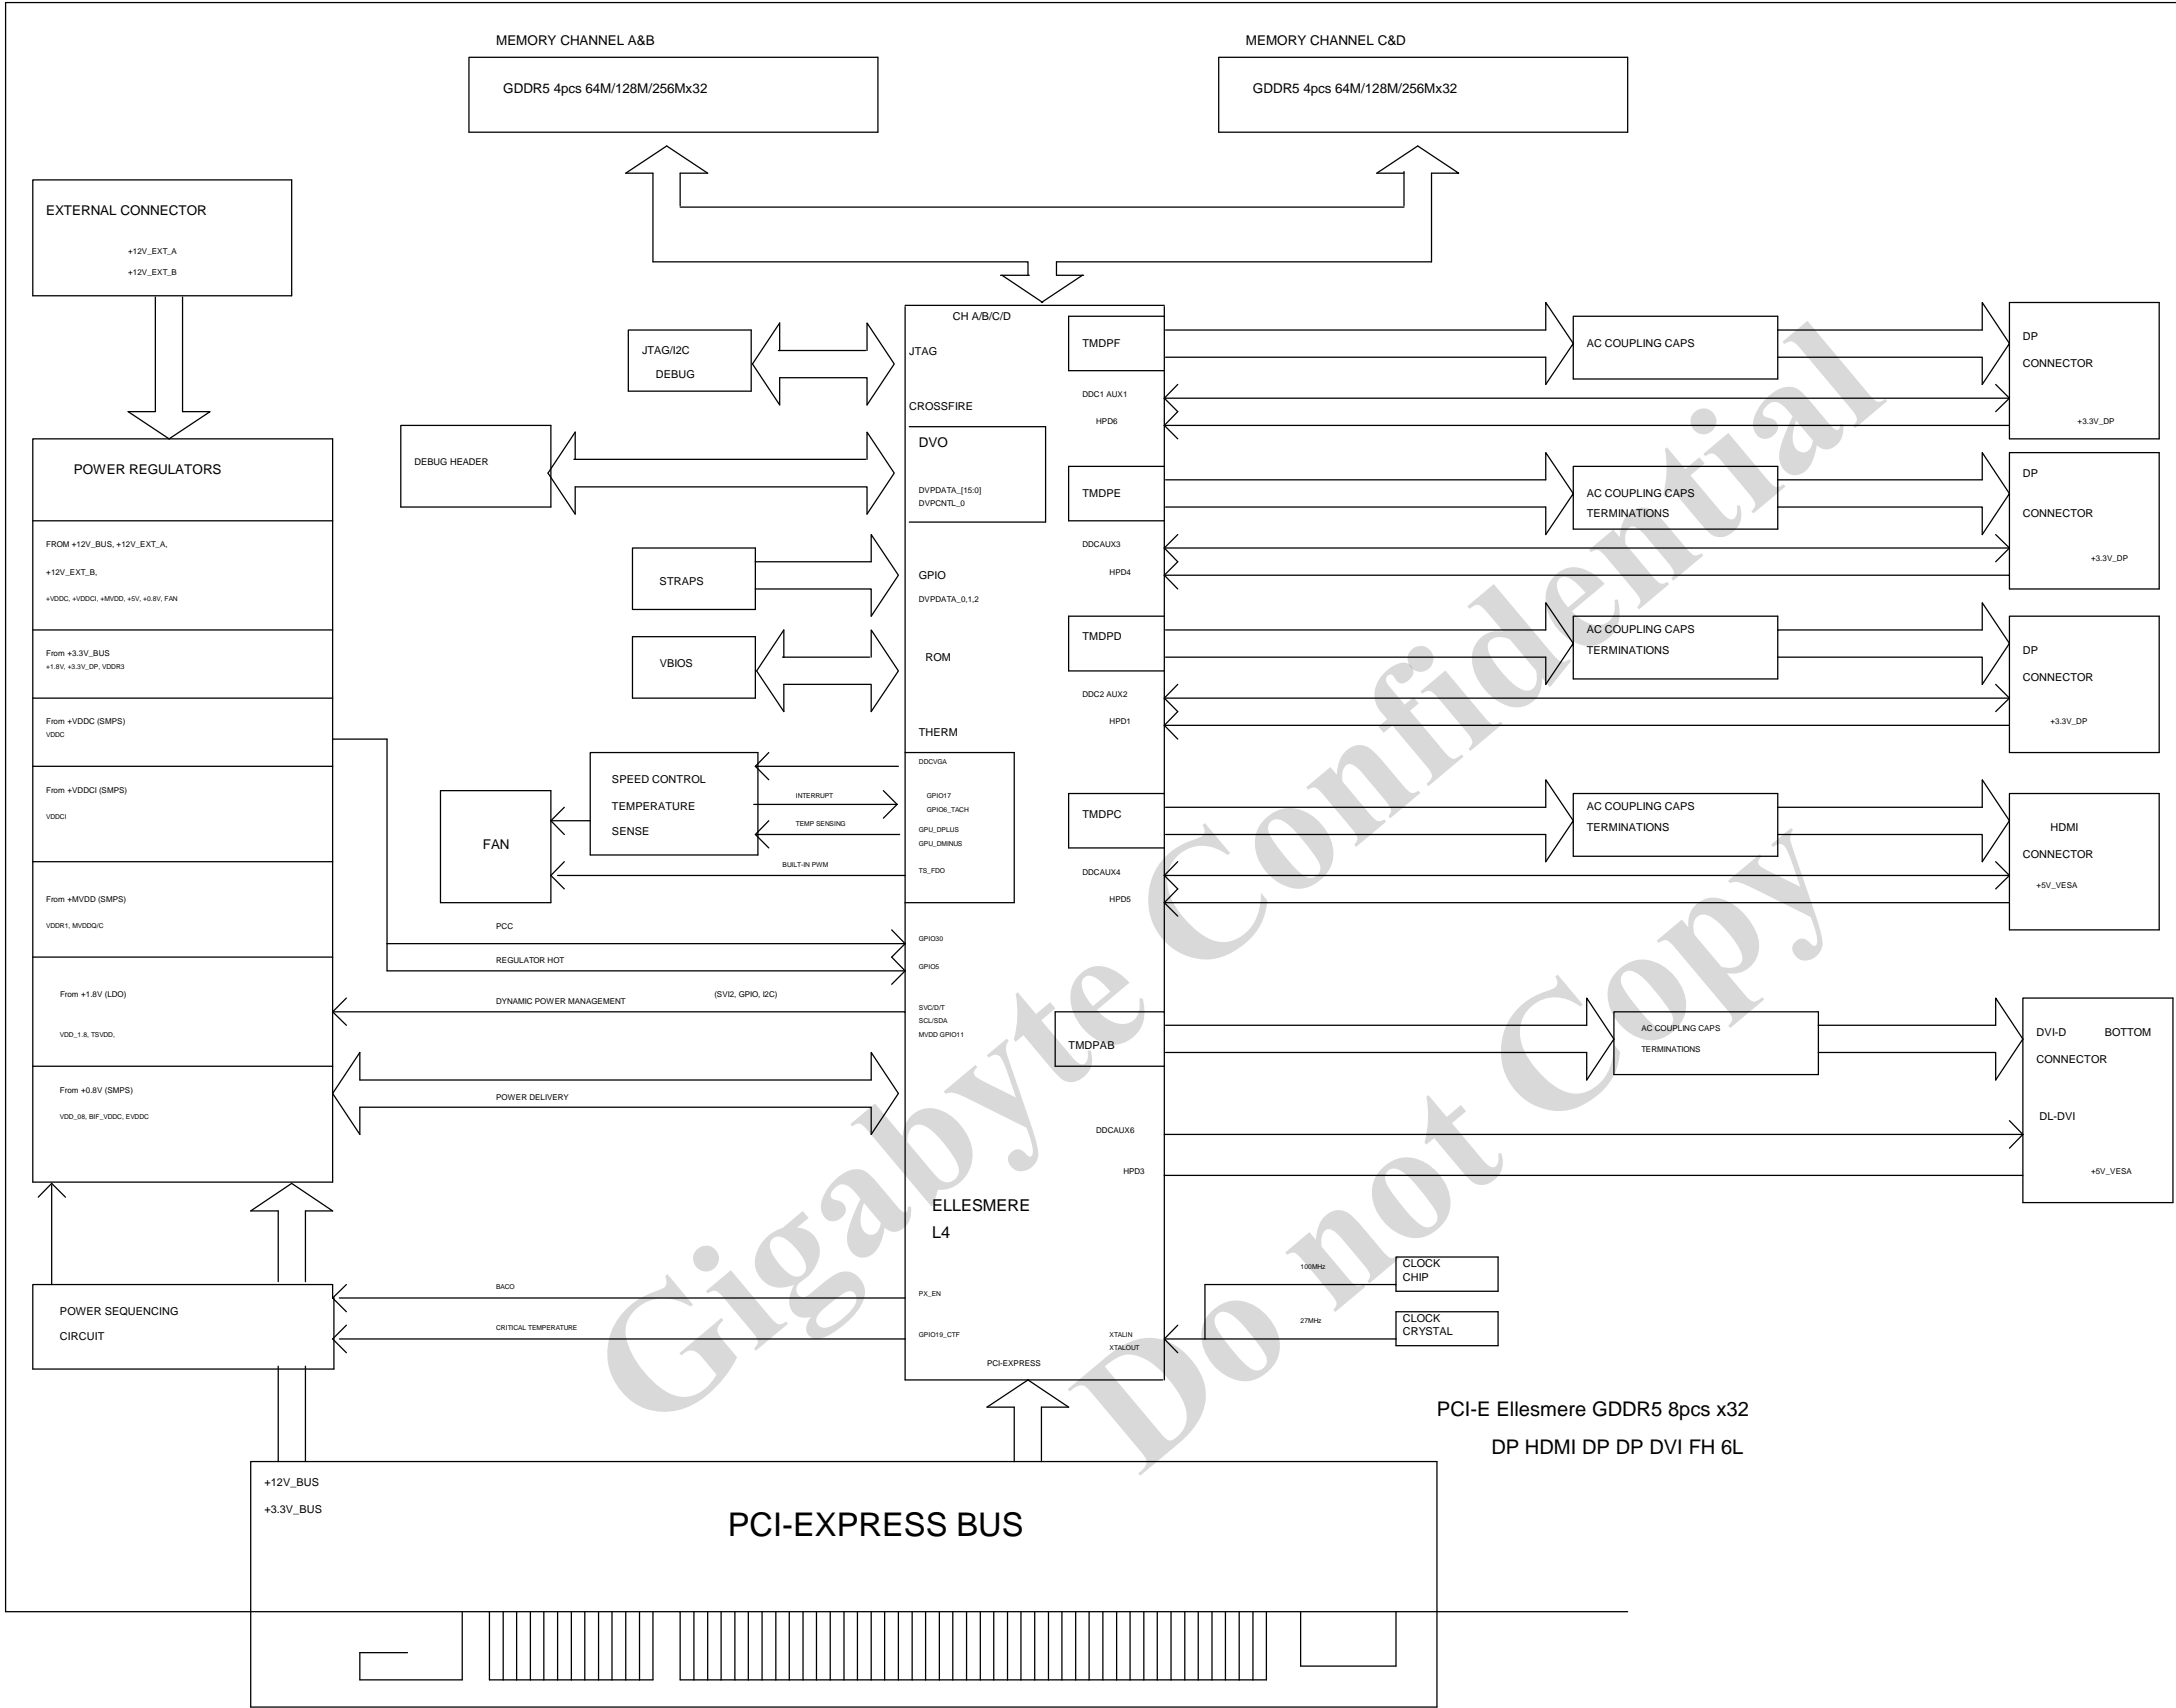 MEMORY CHANNEL A&B
GDDR5 4pcs 64M/128M/256Mx32
MEMORY CHANNEL C&D
GDDR5 4pcs 64M/128M/256Mx32
EXTERNAL CONNECTOR
+12V_EXT_A
+12V_EXT_B
POWER REGULATORS
FROM +12V_BUS, +12V_EXT_A,
+12V_EXT_B,
+VDDC, +VDDCI, +MVDD, +5V, +0.8V, FAN
From +3.3V_BUS
+1.8V, +3.3V_DP, VDDR3
From +VDDC (SMPS)
VDDC
From +VDDCI (SMPS)
VDDCI
From +MVDD (SMPS)
VDDR1, MVDDQ/C
From +1.8V (LDO)
VDD_1.8, TSVDD,
From +0.8V (SMPS)
VDD_08, BIF_VDDC, EVDDC
POWER SEQUENCING
CIRCUIT
JTAG/I2C
DEBUG
DEBUG HEADER
STRAPS
VBIOS
SPEED CONTROL
TEMPERATURE
SENSE
FAN
INTERRUPT
TEMP SENSING
BUILT-IN PWM
PCC
REGULATOR HOT
DYNAMIC POWER MANAGEMENT
(SVI2, GPIO, I2C)
POWER DELIVERY
BACO
CRITICAL TEMPERATURE
CH A/B/C/D
JTAG
CROSSFIRE
DVO
DVPDATA_[15:0]
DVPCNTL_0
GPIO
DVPDATA_0,1,2
ROM
THERM
DDCVGA
GPIO17
GPIO6_TACH
GPU_DPLUS
GPU_DMINUS
TS_FDO
GPIO30
GPIO5
SVC/D/T
SCL/SDA
MVDD GPIO11
ELLESMERE
L4
PX_EN
GPIO19_CTF
PCI-EXPRESS
TMDPF
DDC1 AUX1
HPD6
TMDPE
DDCAUX3
HPD4
TMDPD
DDC2 AUX2
HPD1
TMDPC
DDCAUX4
HPD5
TMDPAB
DDCAUX6
HPD3
XTALIN
XTALOUT
AC COUPLING CAPS
AC COUPLING CAPS
TERMINATIONS
AC COUPLING CAPS
TERMINATIONS
AC COUPLING CAPS
TERMINATIONS
AC COUPLING CAPS
TERMINATIONS
DP
CONNECTOR
+3.3V_DP
DP
CONNECTOR
+3.3V_DP
DP
CONNECTOR
+3.3V_DP
HDMI
CONNECTOR
+5V_VESA
DVI-D BOTTOM
CONNECTOR
DL-DVI
+5V_VESA
100MHz
CLOCK
CHIP
27MHz
CLOCK
CRYSTAL
PCI-E Ellesmere GDDR5 8pcs x32
DP HDMI DP DP DVI FH 6L
+12V_BUS
+3.3V_BUS
PCI-EXPRESS BUS
Gigabyte Confidential
Do not Copy